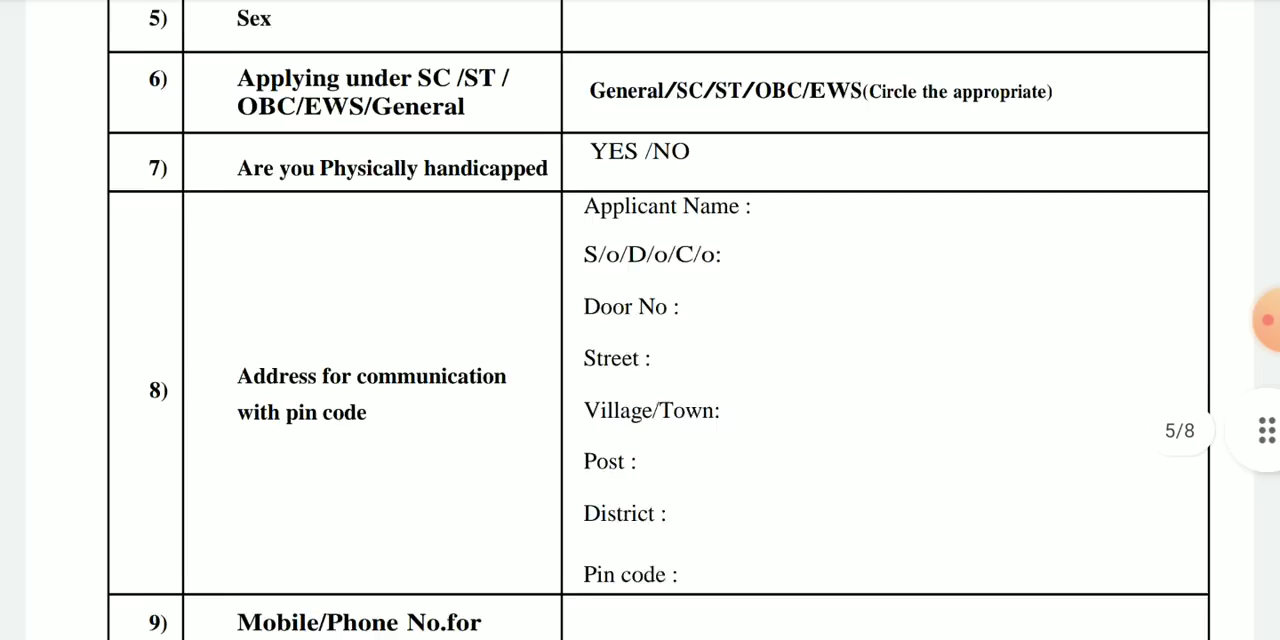 5) Sex
6) Applying under SC /ST / OBC/EWS/General
General/SC/ST/OBC/EWS(Circle the appropriate)
7) Are you Physically handicapped
YES /NO
8) Address for communication
with pin code
Applicant Name :
S/o/D/o/C/o:
Door No :
Street :
Village/Town:
Post :
District :
Pin code :
5/8
9) Mobile/Phone No.for